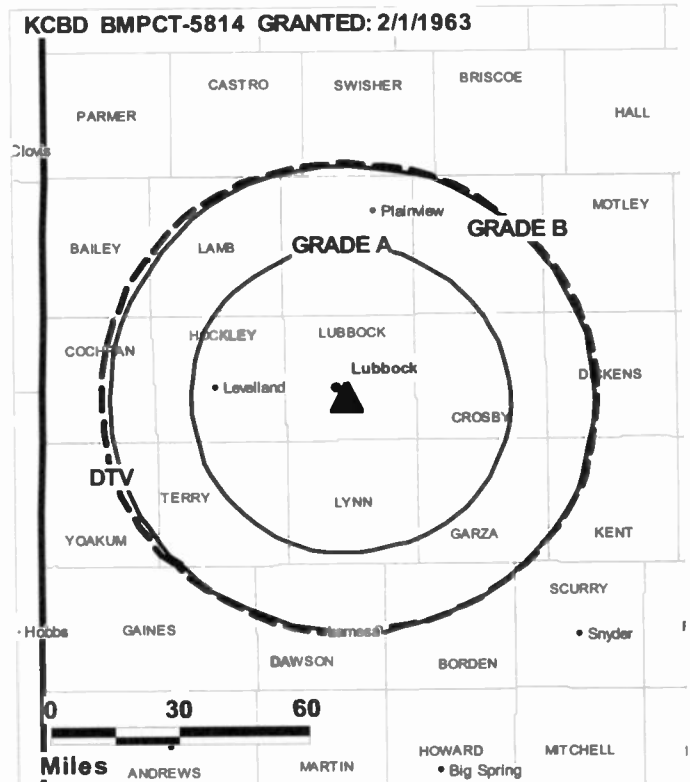 KCBD BMPCT-5814 GRANTED: 2/1/1963
CASTRO
SWISHER
BRISCOE
PARMER
HALL
Clovis
MOTLEY
Plainview
GRADE B
BAILEY
LAMB
GRADE A
HOCKLEY
LUBBOCK
COCHRAN
Lubbock
DICKENS
Levelland
CROSBY
DTV
TERRY
LYNN
GARZA
KENT
YOAKUM
SCURRY
Hobbs
GAINES
Lamesa
Snyder
DAWSON
BORDEN
0 30 60
Miles
ANDREWS
MARTIN
HOWARD
MITCHELL
Big Spring